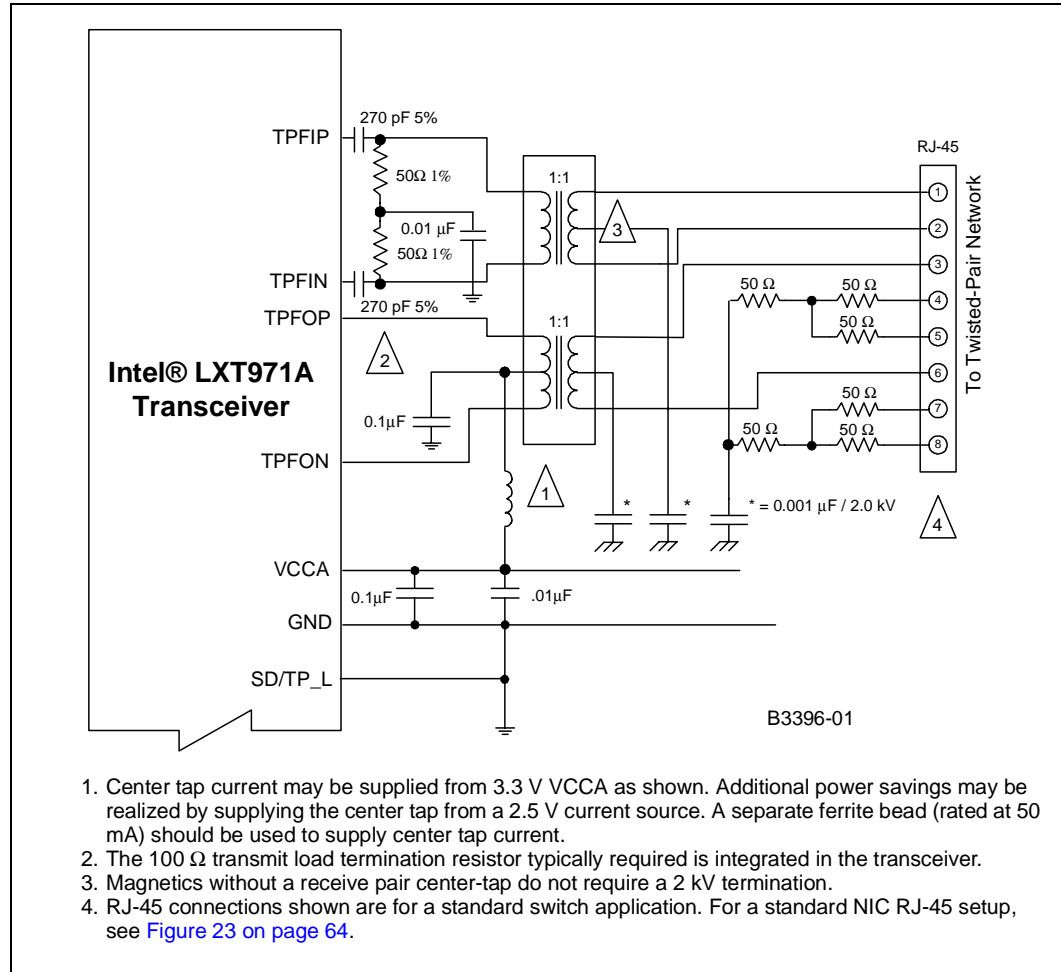 270 pF 5%
TPFIP
RJ-45
50Ω 1%
1:1
1
0.01 µF
3
2
50Ω 1%
3
TPFIN
270 pF 5%
50 Ω
50 Ω
4
TPFOP
1:1
50 Ω
5
2
To Twisted-Pair Network
Intel® LXT971A
Transceiver
6
50 Ω
7
0.1µF
50 Ω
50 Ω
8
TPFON
1
*
*
* = 0.001 µF / 2.0 kV
4
VCCA
0.1µF
.01µF
GND
SD/TP_L
B3396-01
1. Center tap current may be supplied from 3.3 V VCCA as shown. Additional power savings may be
realized by supplying the center tap from a 2.5 V current source. A separate ferrite bead (rated at 50
mA) should be used to supply center tap current.
2. The 100 Ω transmit load termination resistor typically required is integrated in the transceiver.
3. Magnetics without a receive pair center-tap do not require a 2 kV termination.
4. RJ-45 connections shown are for a standard switch application. For a standard NIC RJ-45 setup,
see Figure 23 on page 64.